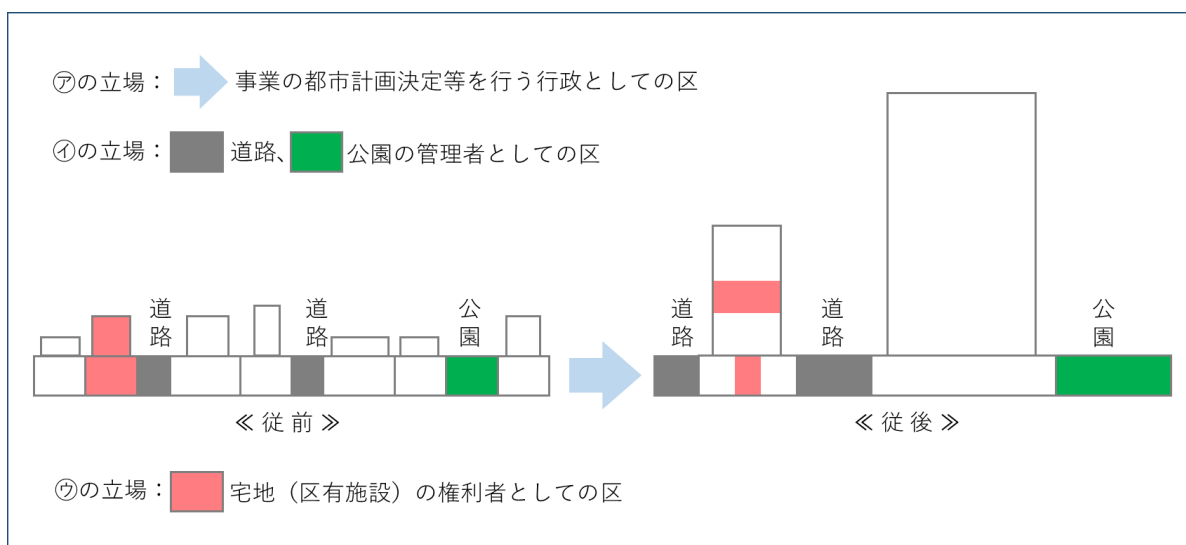 ㋐の立場： 事業の都市計画決定等を行う行政としての区
㋑の立場： 道路、 公園の管理者としての区
道路
道路
公園
道路
道路
公園
≪従前≫
≪従後≫
㋒の立場： 宅地（区有施設）の権利者としての区